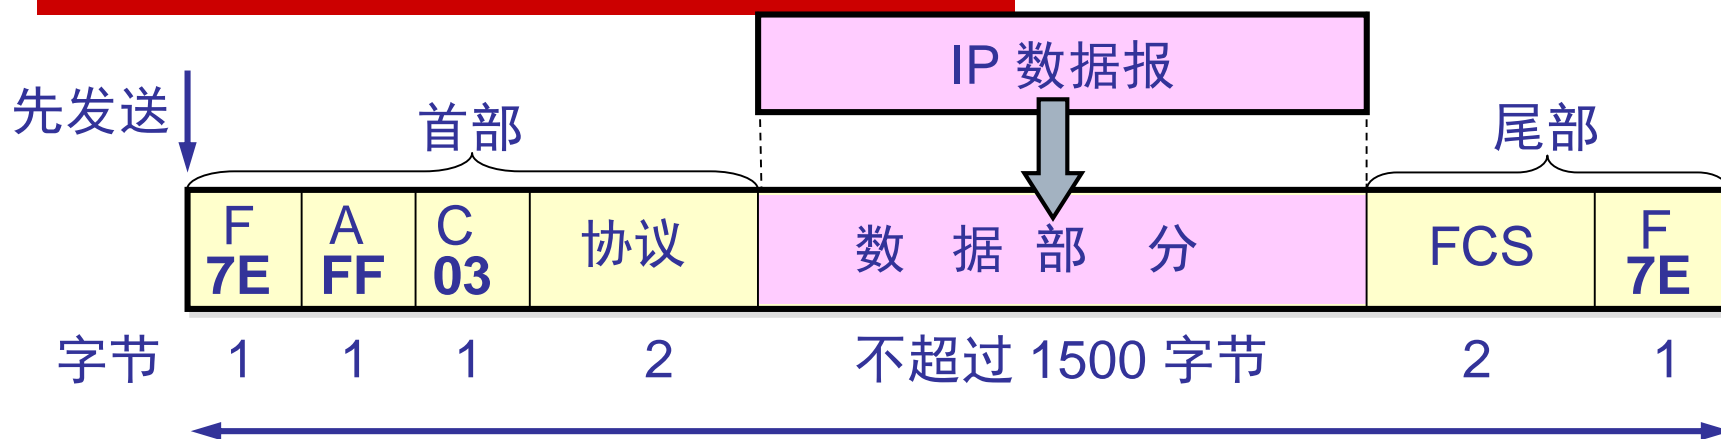 IP 数据报
先发送
首部
尾部
F A C 协议 数 据 部 分 FCS F
7E FF 03 7E
字节 1 1 1 2 不超过 1500 字节 2 1